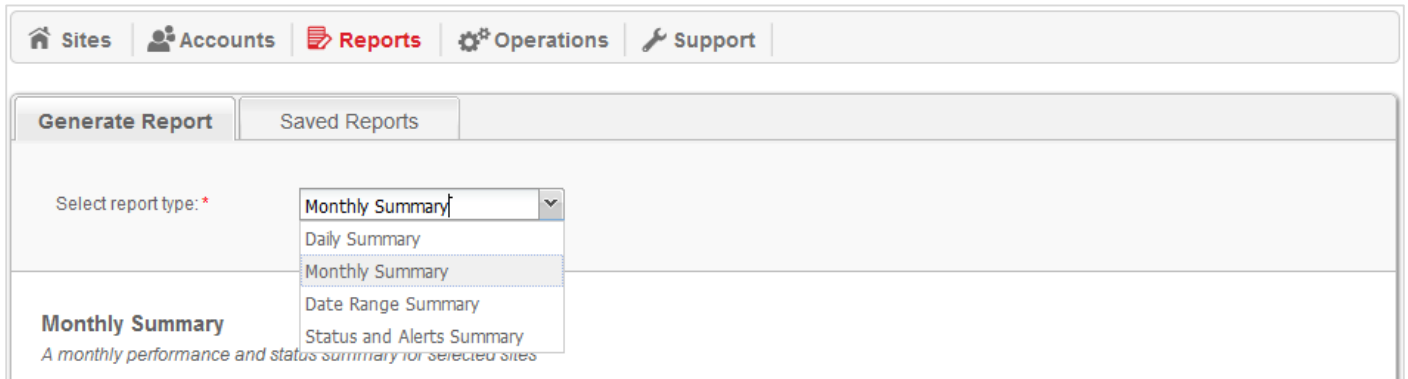 Sites Accounts Reports Operations Support
Generate Report Saved Reports
Select report type: * Monthly Summary
Daily Summary
Monthly Summary
Date Range Summary
Status and Alerts Summary
Monthly Summary
A monthly performance and status summary for selected sites